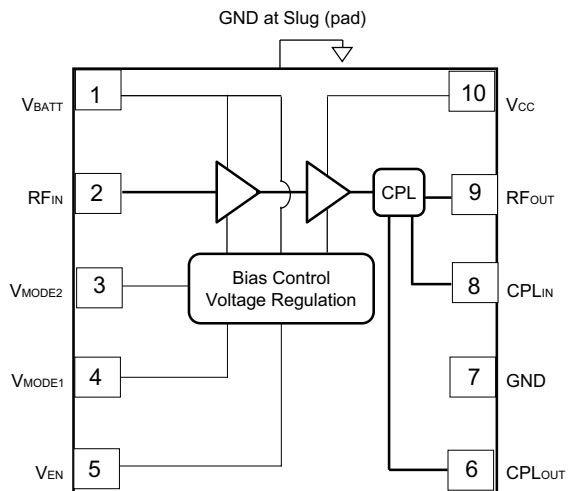 GND at Slug (pad)
VBATT 1
10 VCC
RFIN 2
CPL
9 RFOUT
Bias Control
Voltage Regulation
VMODE2 3
8 CPLIN
VMODE1 4
7 GND
VEN 5
6 CPLOUT